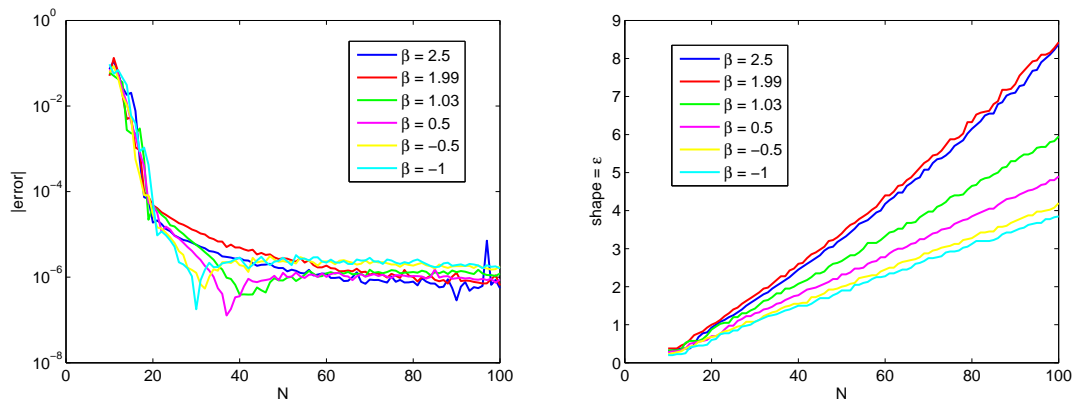 10^0
10^−2
10^−4
10^−6
10^−8
|error|
0 20 40 60 80 100
N
β = 2.5
β = 1.99
β = 1.03
β = 0.5
β = −0.5
β = −1
9
8
7
6
5
4
3
2
1
0
shape = ε
0 20 40 60 80 100
N
β = 2.5
β = 1.99
β = 1.03
β = 0.5
β = −0.5
β = −1